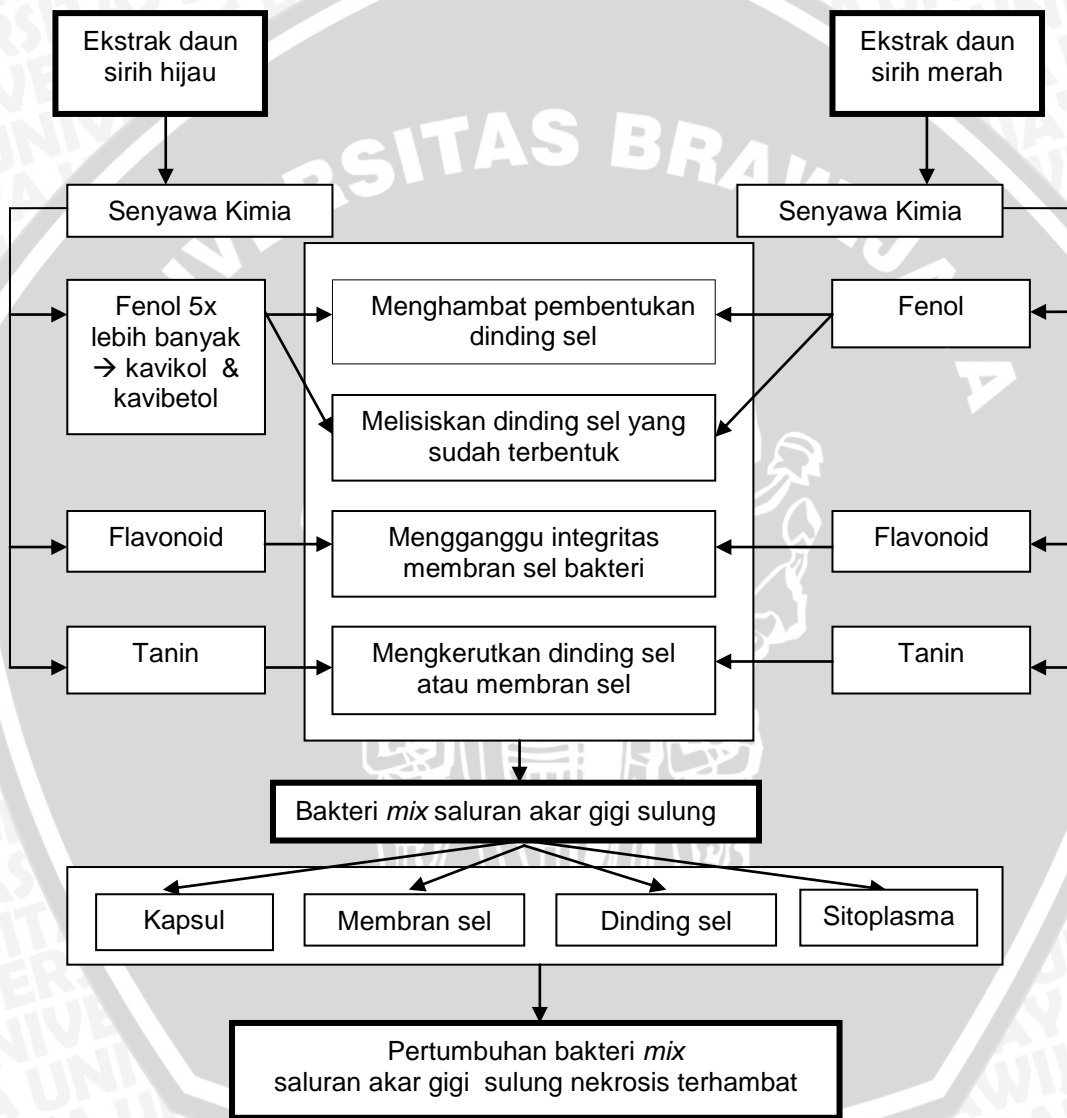 Ekstrak daun
sirih hijau
Ekstrak daun
sirih merah
UNIVERSITAS BRAWIJAYA
Senyawa Kimia
Senyawa Kimia
Fenol 5x
lebih banyak
→ kavikol & 
kavibetol
Menghambat pembentukan
dinding sel
Fenol
Melisiskan dinding sel yang
sudah terbentuk
Flavonoid
Mengganggu integritas
membran sel bakteri
Flavonoid
Tanin
Mengkerutkan dinding sel
atau membran sel
Tanin
Bakteri mix saluran akar gigi sulung
Kapsul
Membran sel
Dinding sel
Sitoplasma
Pertumbuhan bakteri mix
saluran akar gigi sulung nekrosis terhambat